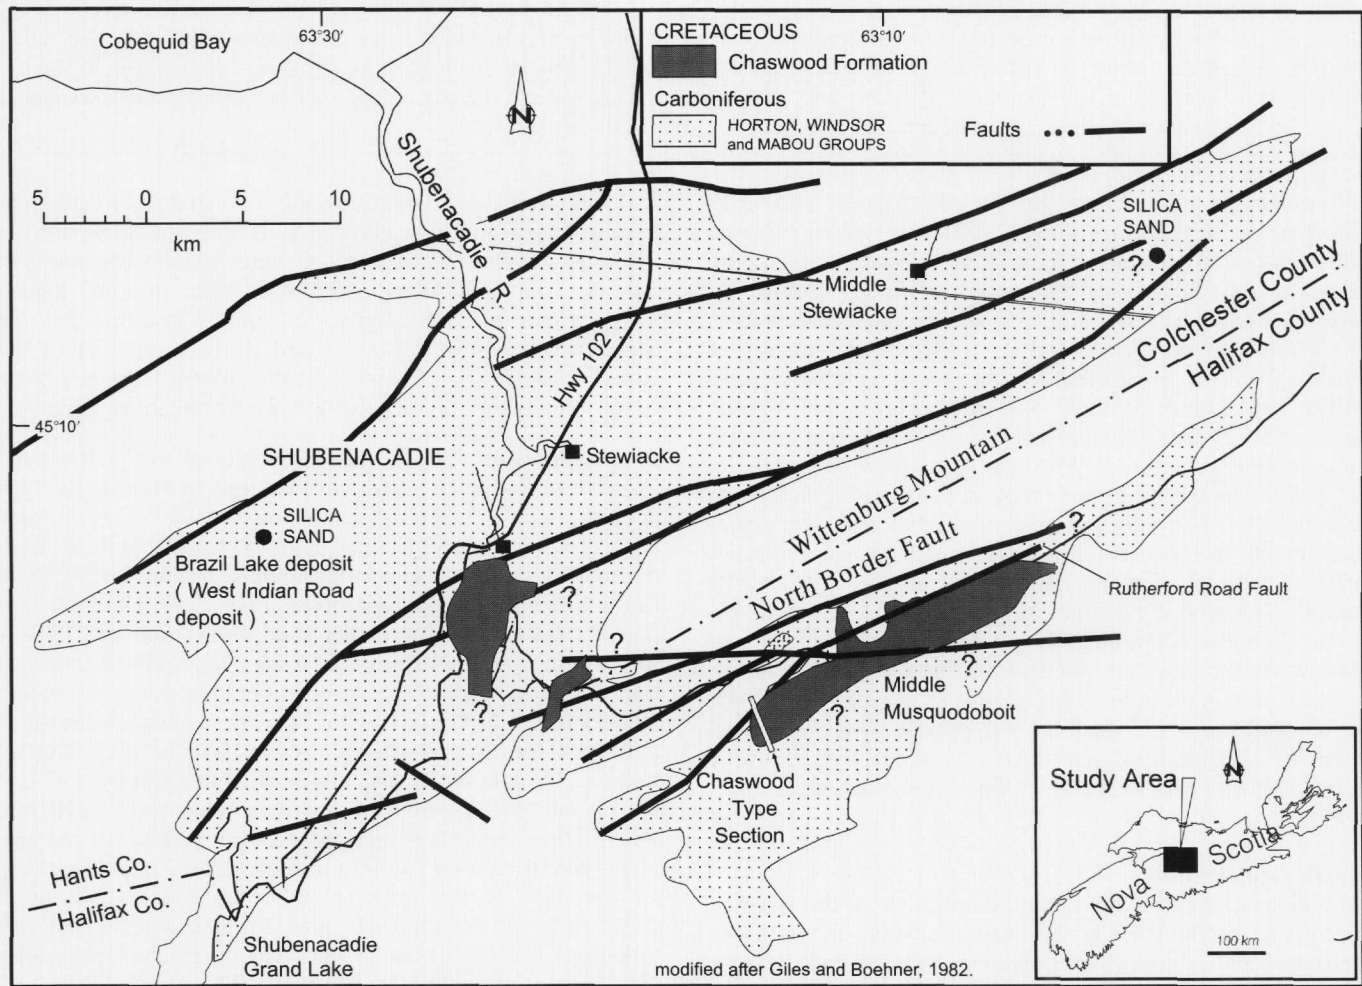 Cobequid Bay
63°30′
63°10′
CRETACEOUS
Chaswood Formation
Carboniferous
HORTON, WINDSOR
and MABOU GROUPS
Faults
N
5 0 5 10
km
Shubenacadie R.
Hwy 102
SILICA
SAND
?
Middle
Stewiacke
Colchester County
Halifax County
45°10′
SHUBENACADIE
Stewiacke
SILICA
SAND
Brazil Lake deposit
( West Indian Road
deposit )
Wittenburg Mountain
North Border Fault
?
Rutherford Road Fault
?
?
?
?
?
Middle
Musquodoboit
Chaswood
Type
Section
Hants Co.
Halifax Co.
Shubenacadie
Grand Lake
modified after Giles and Boehner, 1982.
Study Area
N
Nova Scotia
100 km